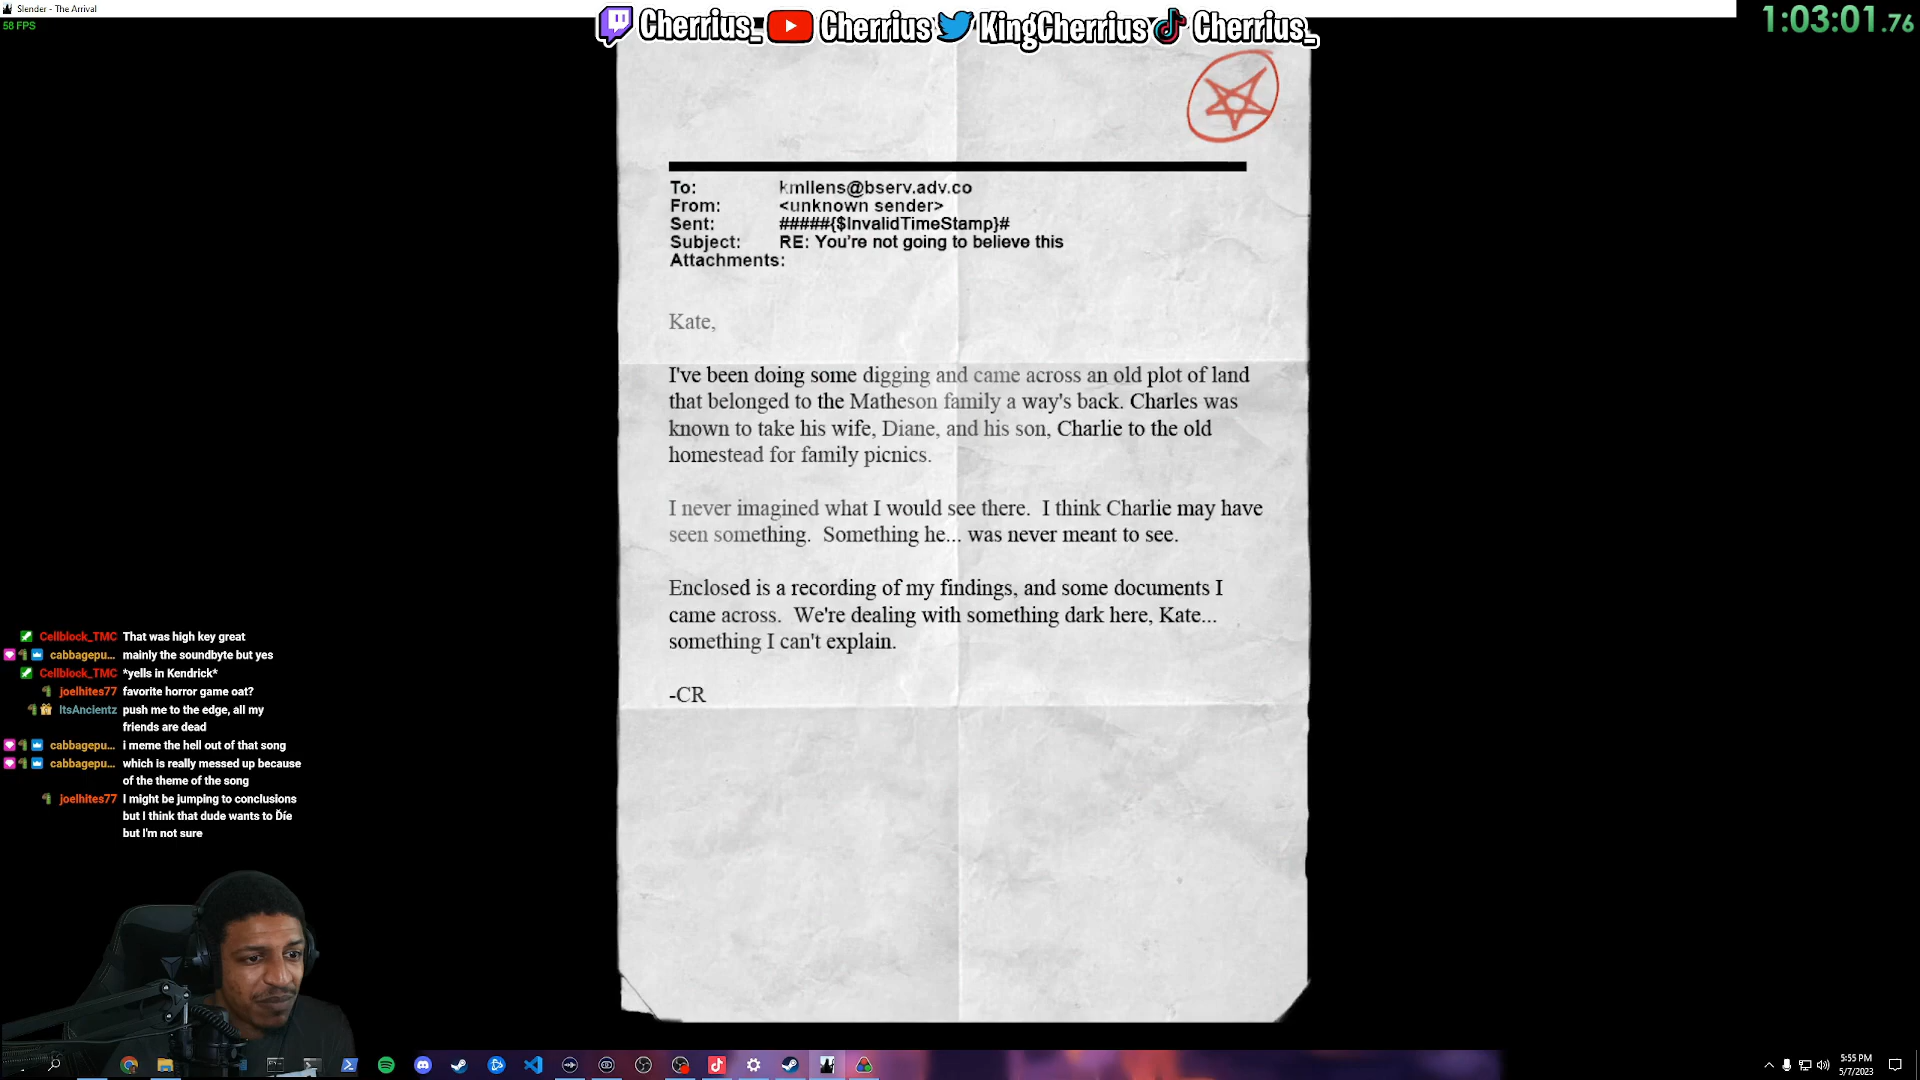 Slender - The Arrival
58 FPS
Cherrius_ Cherrius KingCherrius Cherrius_
1:03:01.76
To: kmllens@bserv.adv.co
From: <unknown sender>
Sent: #####{$InvalidTimeStamp}#
Subject: RE: You're not going to believe this
Attachments:
Kate,
I've been doing some digging and came across an old plot of land
that belonged to the Matheson family a way's back. Charles was
known to take his wife, Diane, and his son, Charlie to the old
homestead for family picnics.
I never imagined what I would see there. I think Charlie may have
seen something. Something he... was never meant to see.
Enclosed is a recording of my findings, and some documents I
came across. We're dealing with something dark here, Kate...
something I can't explain.
-CR
Cellblock_TMC That was high key great
cabbagepu... mainly the soundbyte but yes
Cellblock_TMC *yells in Kendrick*
joelhites77 favorite horror game oat?
ItsAncientz push me to the edge, all my
friends are dead
cabbagepu... i meme the hell out of that song
cabbagepu... which is really messed up because
of the theme of the song
joelhites77 I might be jumping to conclusions
but I think that dude wants to Ďíe
but I'm not sure
5:55 PM
5/7/2023